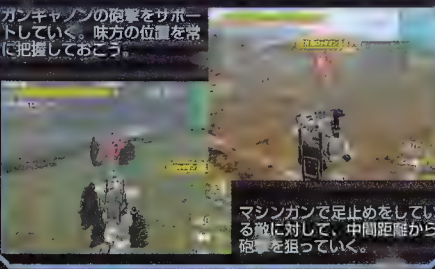 ガンキャノンの砲撃をサポー
トしていく。味方の位置を常
に把握しておこう。
マシンガンで足止めをしてい
る敵に対して、中間距離から
砲撃を狙っていく。